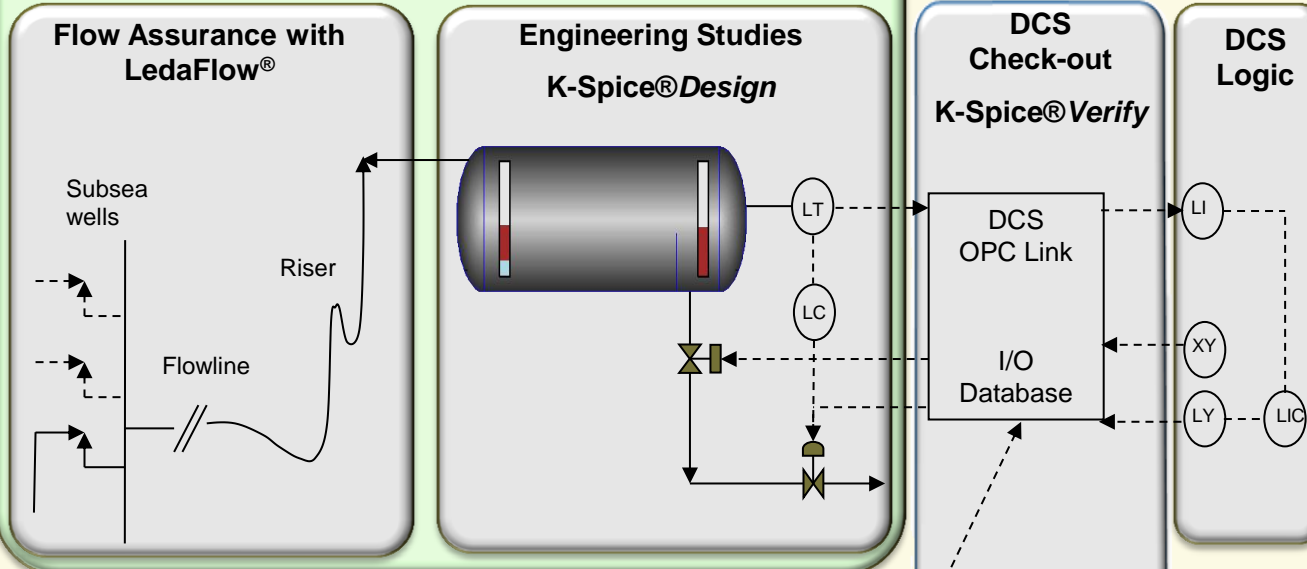 Flow Assurance with
LedaFlow®
Subsea
wells
Riser
Flowline
Engineering Studies
K-Spice®Design
LT
LC
DCS
Check-out
K-Spice®Verify
DCS
OPC Link
I/O
Database
DCS
Logic
LI
XY
LY
LIC